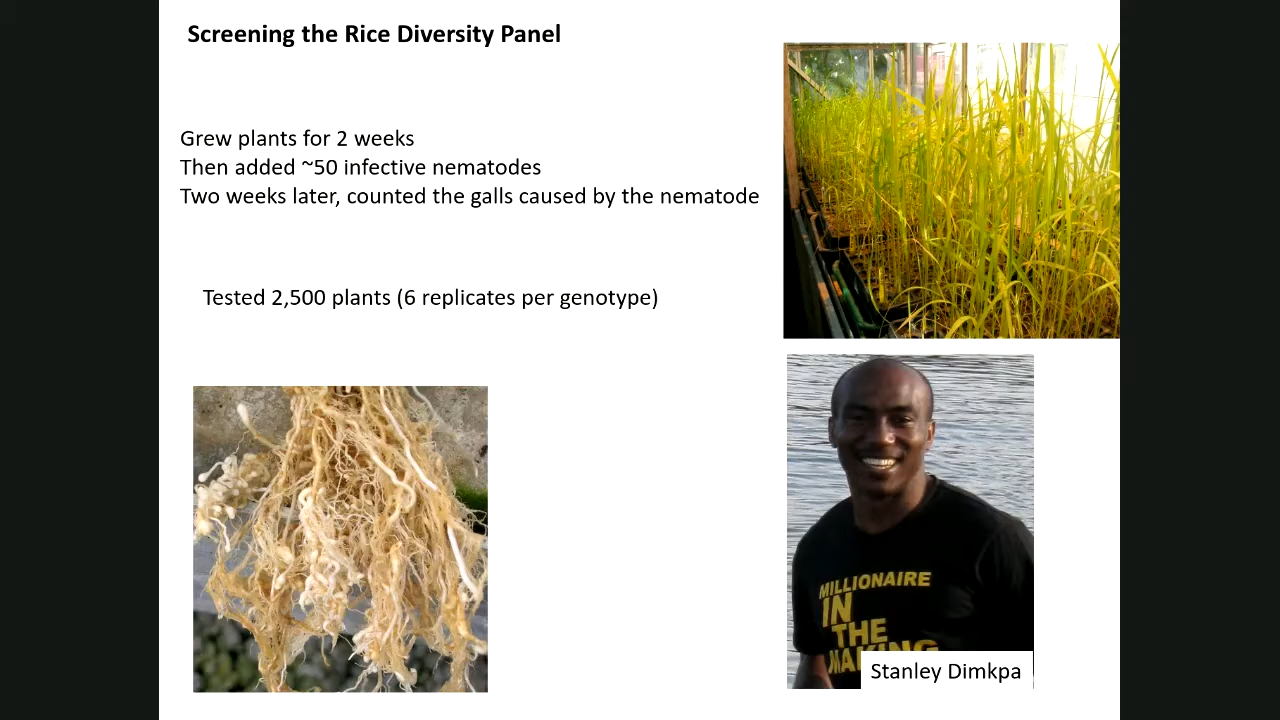 Screening the Rice Diversity Panel
Grew plants for 2 weeks
Then added ~50 infective nematodes
Two weeks later, counted the galls caused by the nematode
Tested 2,500 plants (6 replicates per genotype)
MILLIONAIRE
IN
THE
MAKING
Stanley Dimkpa